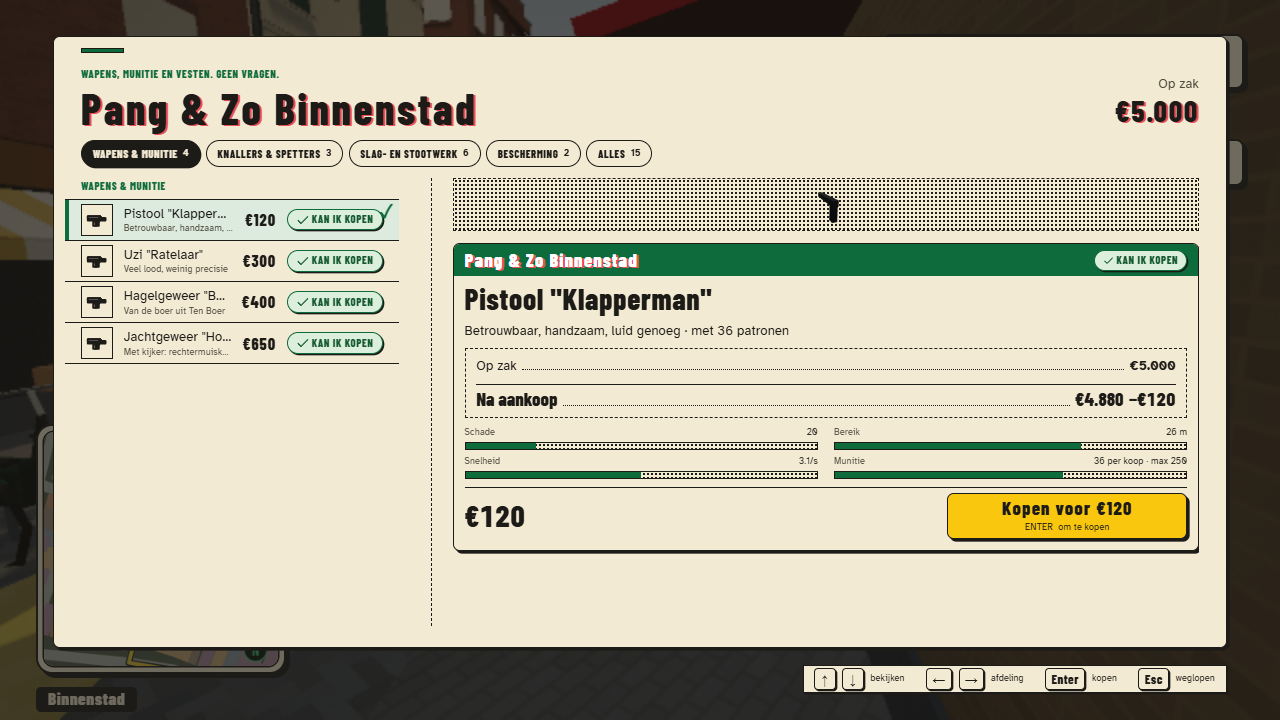 WAPENS, MUNITIE EN VESTEN. GEEN VRAGEN.
Pang & Zo Binnenstad
Op zak
€5.000
WAPENS & MUNITIE 4
KNALLERS & SPETTERS 3
SLAG- EN STOOTWERK 6
BESCHERMING 2
ALLES 15
WAPENS & MUNITIE
Pistool "Klapper...
Betrouwbaar, handzaam, ...
€120
KAN IK KOPEN
Uzi "Ratelaar"
Veel lood, weinig precisie
€300
KAN IK KOPEN
Hagelgeweer "B...
Van de boer uit Ten Boer
€400
KAN IK KOPEN
Jachtgeweer "Ho...
Met kijker: rechtermuisk...
€650
KAN IK KOPEN
Pang & Zo Binnenstad
KAN IK KOPEN
Pistool "Klapperman"
Betrouwbaar, handzaam, luid genoeg · met 36 patronen
Op zak €5.000
Na aankoop €4.880 −€120
Schade 20
Bereik 26 m
Snelheid 3.1/s
Munitie 36 per koop · max 250
€120
Kopen voor €120
ENTER om te kopen
↑ ↓ bekijken ← → afdeling Enter kopen Esc weglopen
Binnenstad